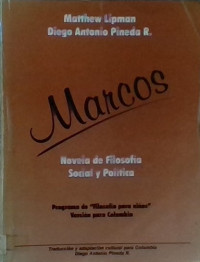 Matthew Lipman
Diego Antonio Pineda R.
Marcos
Novela de Filosofía
Social y Política
Programa de "Filosofía para niños"
Versión para Colombia
Traducción y adaptación cultural para Colombia
Diego Antonio Pineda R.